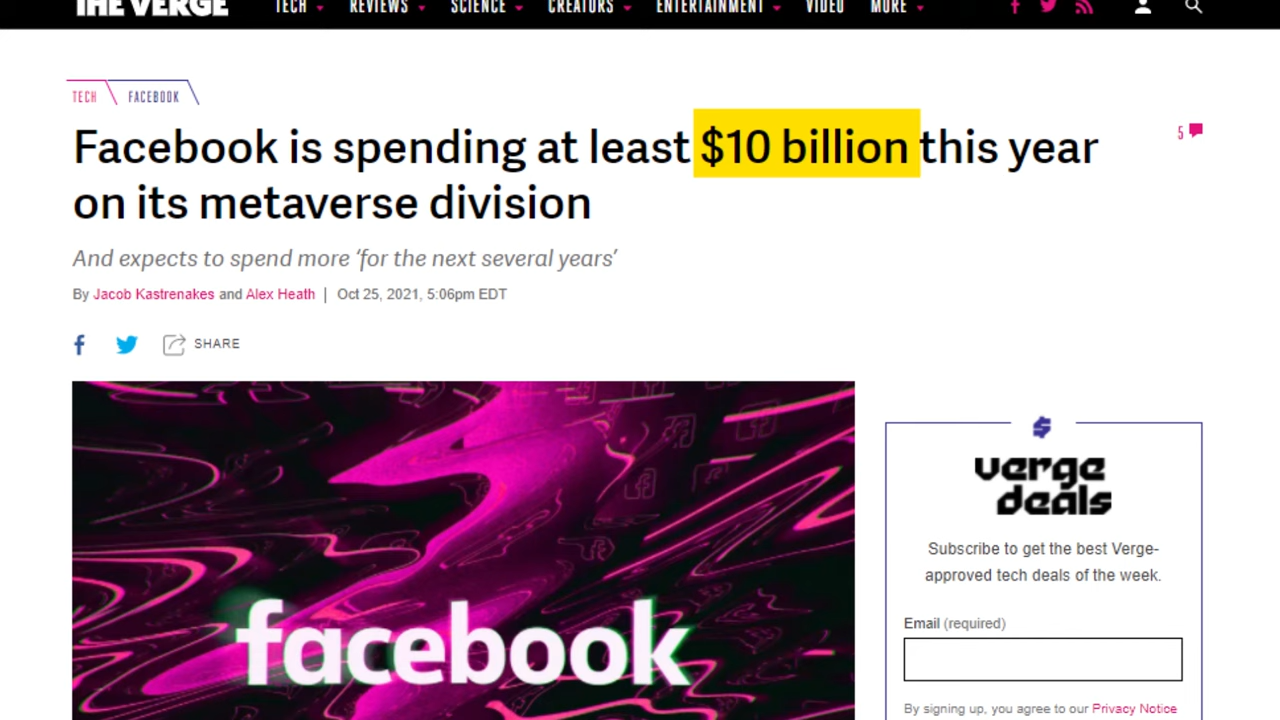 THE VERGE
TECH REVIEWS SCIENCE CREATORS ENTERTAINMENT VIDEO MORE
TECH FACEBOOK
Facebook is spending at least $10 billion this year
on its metaverse division
5
And expects to spend more ‘for the next several years’
By Jacob Kastrenakes and Alex Heath | Oct 25, 2021, 5:06pm EDT
SHARE
facebook
verge
deals
Subscribe to get the best Verge-
approved tech deals of the week.
Email (required)
By signing up, you agree to our Privacy Notice